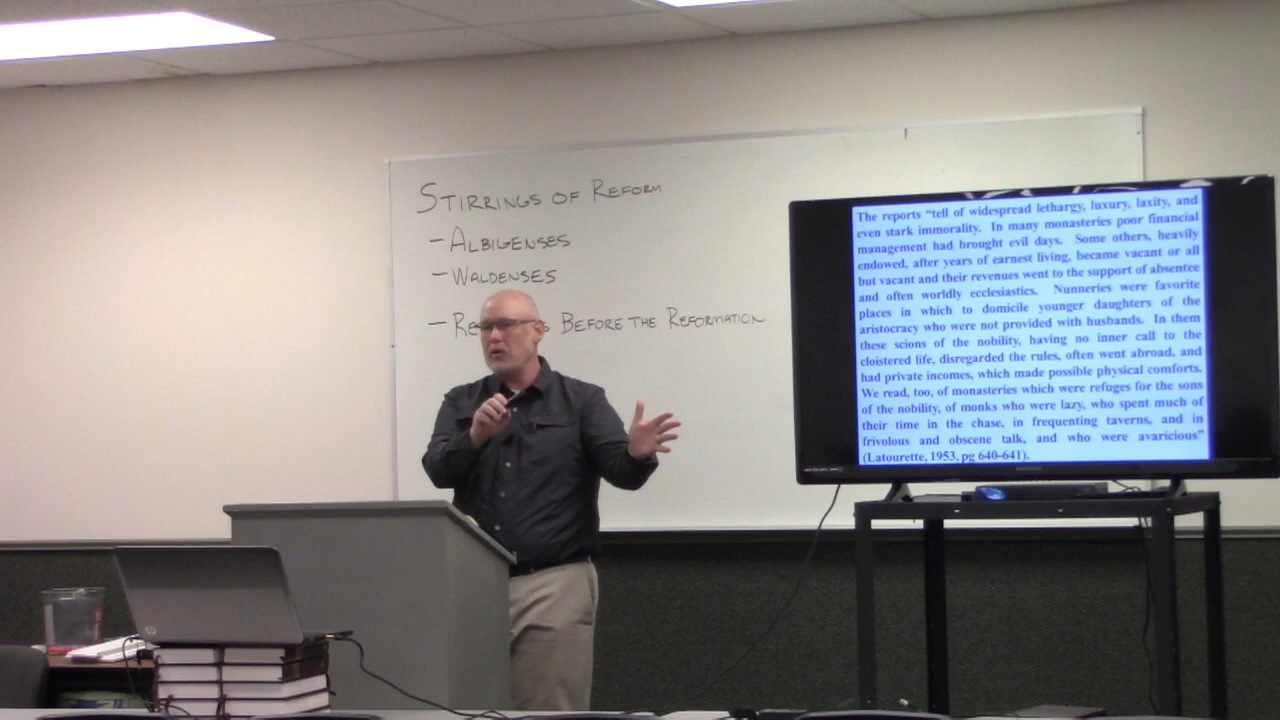 STIRRINGS OF REFORM
- ALBIGENSES
- WALDENSES
- BEFORE THE REFORMATION
The reports “tell of widespread lethargy, luxury, laxity, and
even stark immorality. In many monasteries poor financial
management had brought evil days. Some others, heavily
endowed, after years of earnest living, became vacant or all
but vacant and their revenues went to the support of absentee
and often worldly ecclesiastics. Nunneries were favorite
places in which to domicile younger daughters of the
aristocracy who were not provided with husbands. In them
these scions of the nobility, having no inner call to the
cloistered life, disregarded the rules, often went abroad, and
had private incomes, which made possible physical comforts.
We read, too, of monasteries which were refuges for the sons
of the nobility, of monks who were lazy, who spent much of
their time in the chase, in frequenting taverns, and in
frivolous and obscene talk, and who were avaricious”
(Latourette, 1953, pg 640-641).